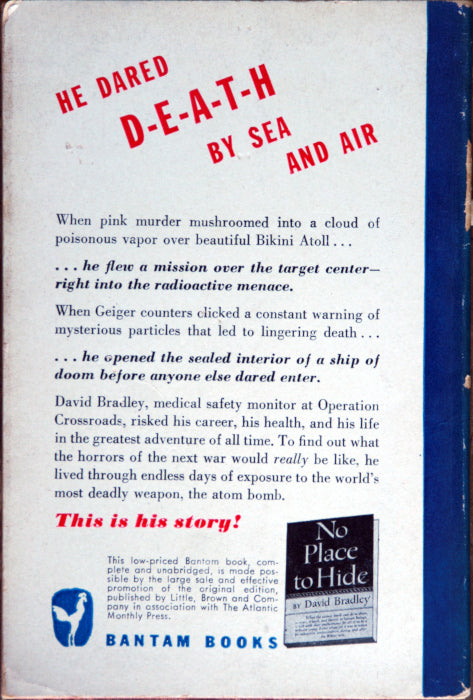 HE DARED
D-E-A-T-H
BY SEA
AND AIR
When pink murder mushroomed into a cloud of
poisonous vapor over beautiful Bikini Atoll . . .
. . . he flew a mission over the target center—
right into the radioactive menace.
When Geiger counters clicked a constant warning of
mysterious particles that led to lingering death . . .
. . . he opened the sealed interior of a ship of
doom before anyone else dared enter.
David Bradley, medical safety monitor at Operation
Crossroads, risked his career, his health, and his life
in the greatest adventure of all time. To find out what
the horrors of the next war would really be like, he
lived through endless days of exposure to the world's
most deadly weapon, the atom bomb.
This is his story!
This low-priced Bantam book, com-
plete and unabridged, is made pos-
sible by the large sale and effective
promotion of the original edition,
published by Little, Brown and Com-
pany in association with The Atlantic
Monthly Press.
BANTAM BOOKS
No
Place
to Hide
BY David Bradley